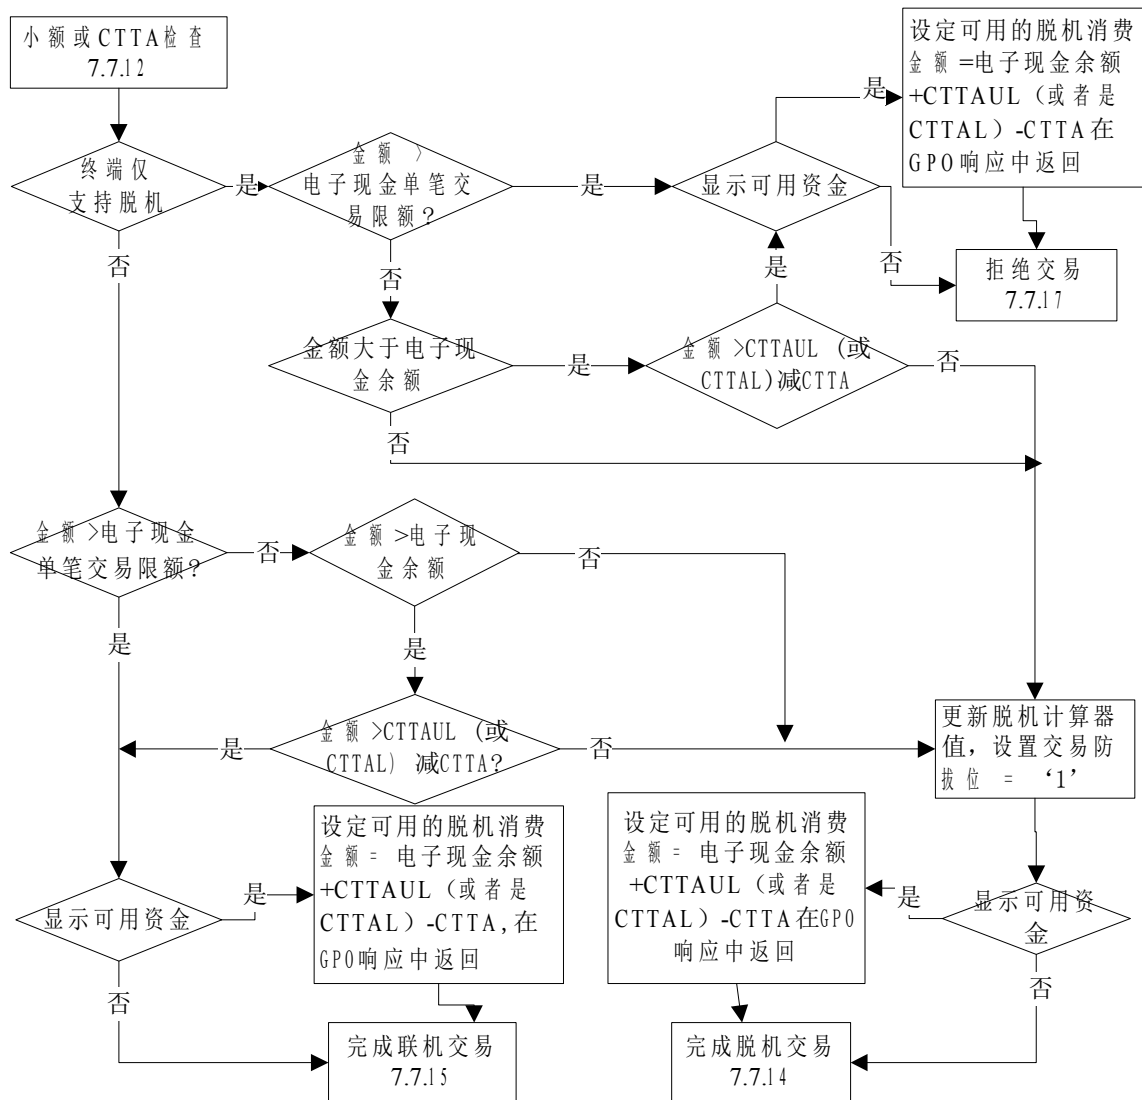 小额或CTTA检查
7.7.12
设定可用的脱机消费
金额=电子现金余额
+CTTAUL（或者是
CTTAL）-CTTA在
GPO响应中返回
是
终端仅
支持脱机
是
金额 >
电子现金单笔交
易限额?
是
显示可用资金
否
否
是
否
拒绝交易
7.7.17
金额大于电子现
金余额
是
金额>CTTAUL (或
CTTAL)减CTTA
否
否
金额>电子现金
单笔交易限额?
否
金额>电子现
金余额
否
是
是
金额>CTTAUL (或
CTTAL) 减CTTA?
是
否
更新脱机计算器
值，设置交易防
拔位 = ‘1’
设定可用的脱机消费
金额= 电子现金余额
+CTTAUL（或者是
CTTAL）-CTTA,在
GPO响应中返回
设定可用的脱机消费
金额= 电子现金余额
+CTTAUL（或者是
CTTAL）-CTTA在GPO
响应中返回
显示可用资金
是
是
显示可用资
金
否
否
完成联机交易
7.7.15
完成脱机交易
7.7.14